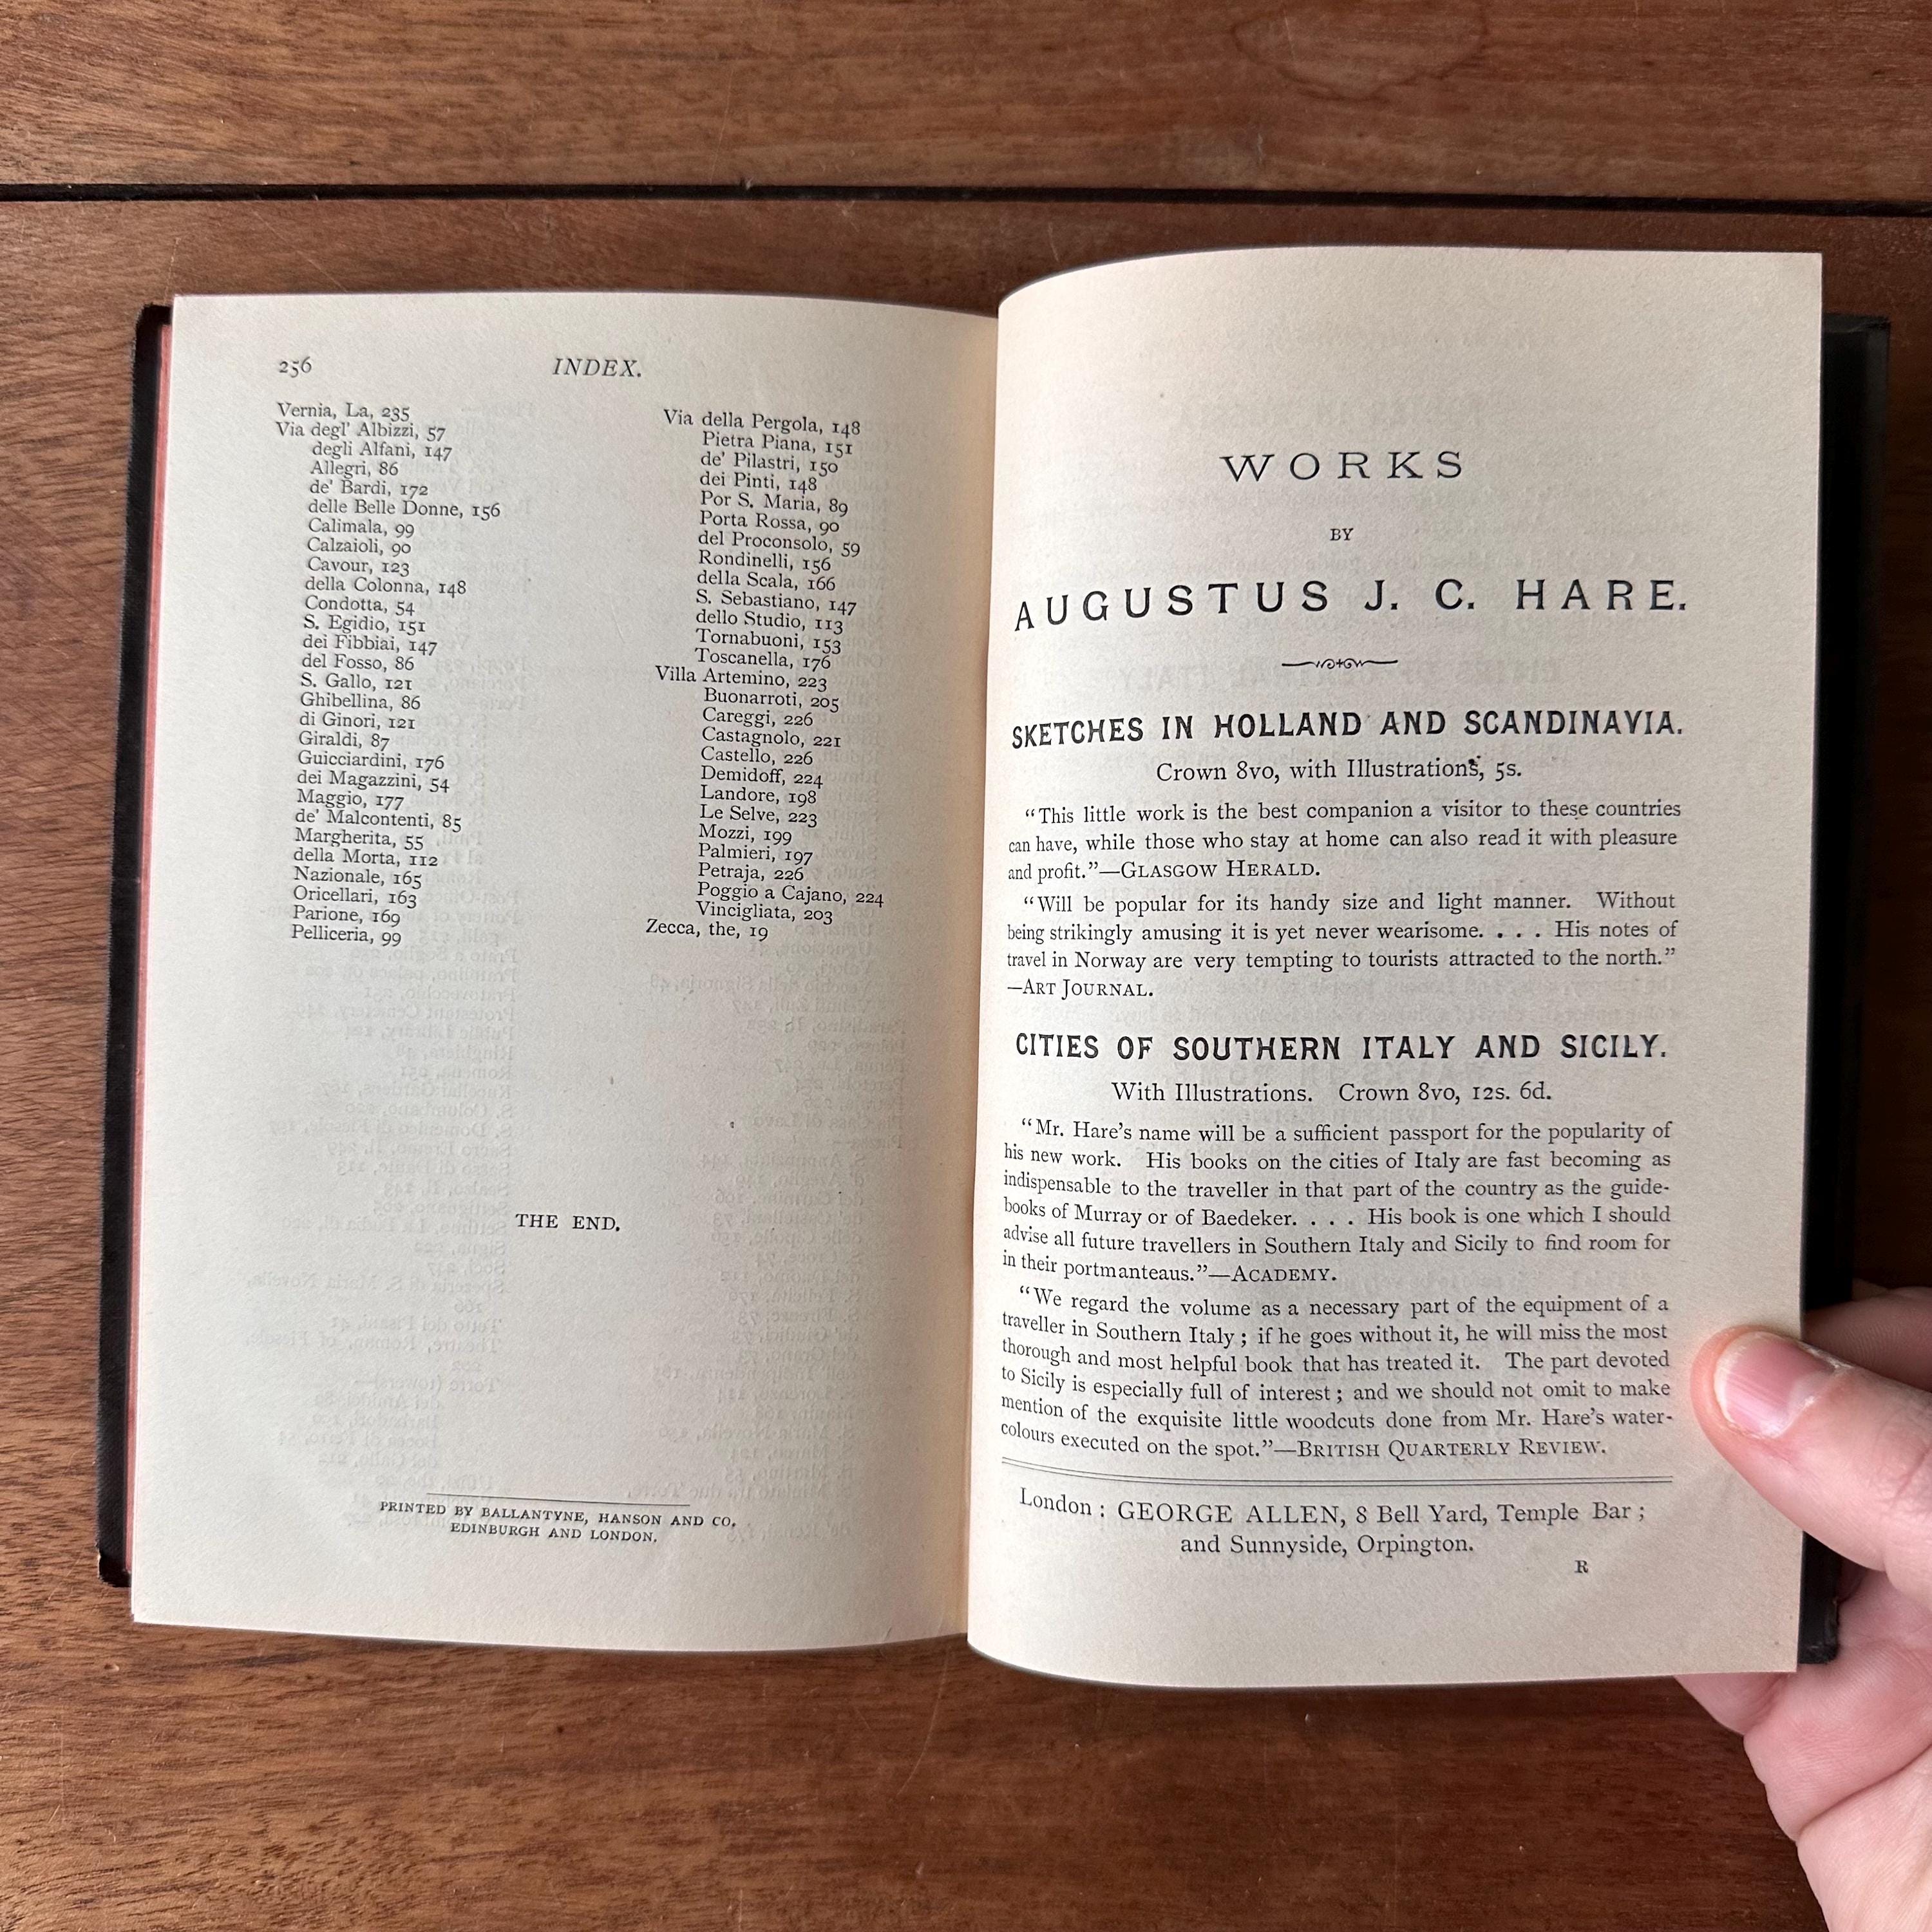 256
INDEX.
Vernia, La, 235
Via degl' Albizzi, 57
degli Alfani, 147
Allegri, 86
de' Bardi, 172
delle Belle Donne, 156
Calimala, 99
Calzaioli, 90
Cavour, 123
della Colonna, 148
Condotta, 54
S. Egidio, 151
dei Fibbiai, 147
del Fosso, 86
S. Gallo, 121
Ghibellina, 86
di Ginori, 121
Giraldi, 87
Guicciardini, 176
dei Magazzini, 54
Maggio, 177
de' Malcontenti, 85
Margherita, 55
della Morta, 112
Nazionale, 165
Oricellari, 163
Parione, 169
Pelliceria, 99
Via della Pergola, 148
Pietra Piana, 151
de' Pilastri, 150
dei Pinti, 148
Por S. Maria, 89
Porta Rossa, 90
del Proconsolo, 59
Rondinelli, 156
della Scala, 166
S. Sebastiano, 147
dello Studio, 113
Tornabuoni, 153
Toscanella, 176
Villa Artemino, 223
Buonarroti, 205
Careggi, 226
Castagnolo, 221
Castello, 226
Demidoff, 224
Landore, 198
Le Selve, 223
Mozzi, 199
Palmieri, 197
Petraja, 226
Poggio a Cajano, 224
Vincigliata, 203
Zecca, the, 19
THE END.
PRINTED BY BALLANTYNE, HANSON AND CO.
EDINBURGH AND LONDON.
WORKS
BY
AUGUSTUS J. C. HARE.
SKETCHES IN HOLLAND AND SCANDINAVIA.
Crown 8vo, with Illustrations, 5s.
"This little work is the best companion a visitor to these countries
can have, while those who stay at home can also read it with pleasure
and profit."—GLASGOW HERALD.
"Will be popular for its handy size and light manner. Without
being strikingly amusing it is yet never wearisome. . . . His notes of
travel in Norway are very tempting to tourists attracted to the north."
—ART JOURNAL.
CITIES OF SOUTHERN ITALY AND SICILY.
With Illustrations. Crown 8vo, 12s. 6d.
"Mr. Hare's name will be a sufficient passport for the popularity of
his new work. His books on the cities of Italy are fast becoming as
indispensable to the traveller in that part of the country as the guide-
books of Murray or of Baedeker. . . . His book is one which I should
advise all future travellers in Southern Italy and Sicily to find room for
in their portmanteaus."—ACADEMY.
"We regard the volume as a necessary part of the equipment of a
traveller in Southern Italy; if he goes without it, he will miss the most
thorough and most helpful book that has treated it. The part devoted
to Sicily is especially full of interest; and we should not omit to make
mention of the exquisite little woodcuts done from Mr. Hare's water-
colours executed on the spot."—BRITISH QUARTERLY REVIEW.
London: GEORGE ALLEN, 8 Bell Yard, Temple Bar;
and Sunnyside, Orpington.
R